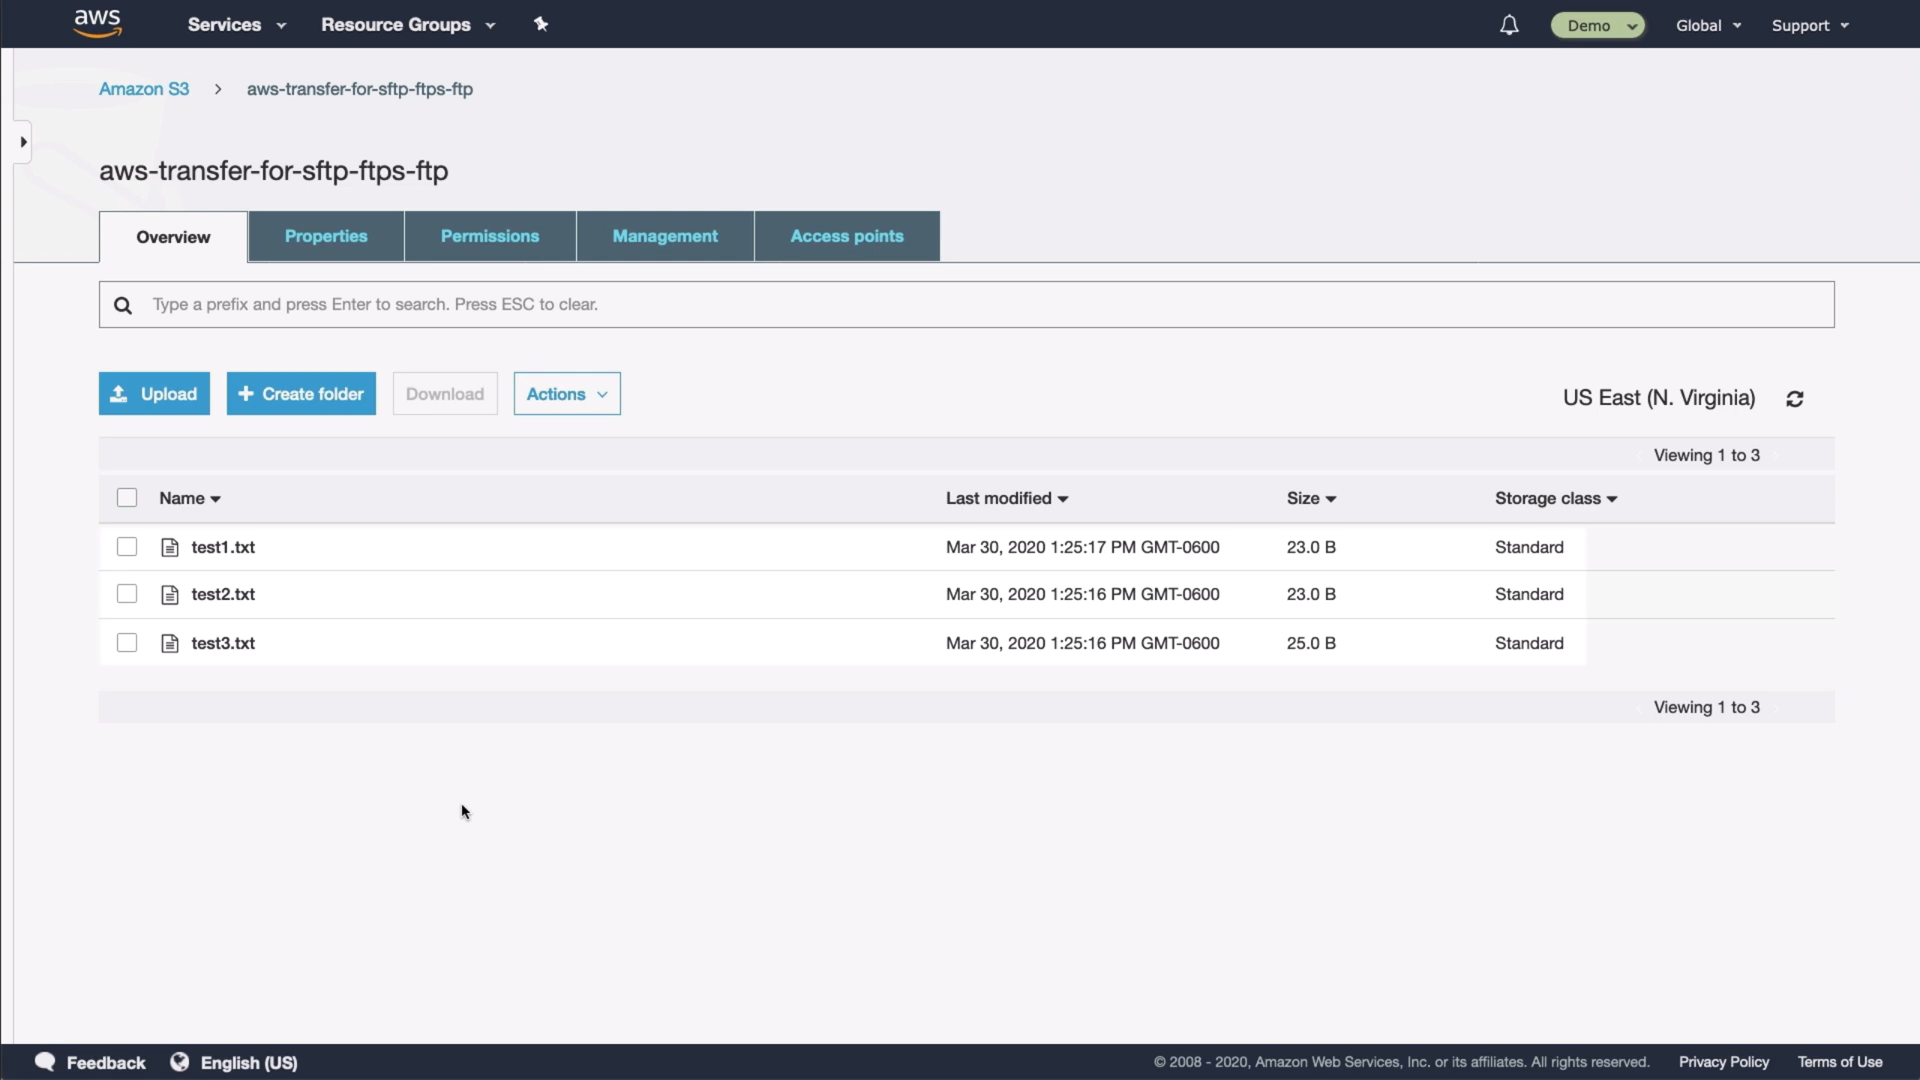 aws Services Resource Groups Demo Global Support
Amazon S3 > aws-transfer-for-sftp-ftps-ftp
aws-transfer-for-sftp-ftps-ftp
Overview Properties Permissions Management Access points
Type a prefix and press Enter to search. Press ESC to clear.
Upload + Create folder Download Actions US East (N. Virginia)
Viewing 1 to 3
Name Last modified Size Storage class
test1.txt Mar 30, 2020 1:25:17 PM GMT-0600 23.0 B Standard
test2.txt Mar 30, 2020 1:25:16 PM GMT-0600 23.0 B Standard
test3.txt Mar 30, 2020 1:25:16 PM GMT-0600 25.0 B Standard
Viewing 1 to 3
Feedback English (US) © 2008 - 2020, Amazon Web Services, Inc. or its affiliates. All rights reserved. Privacy Policy Terms of Use